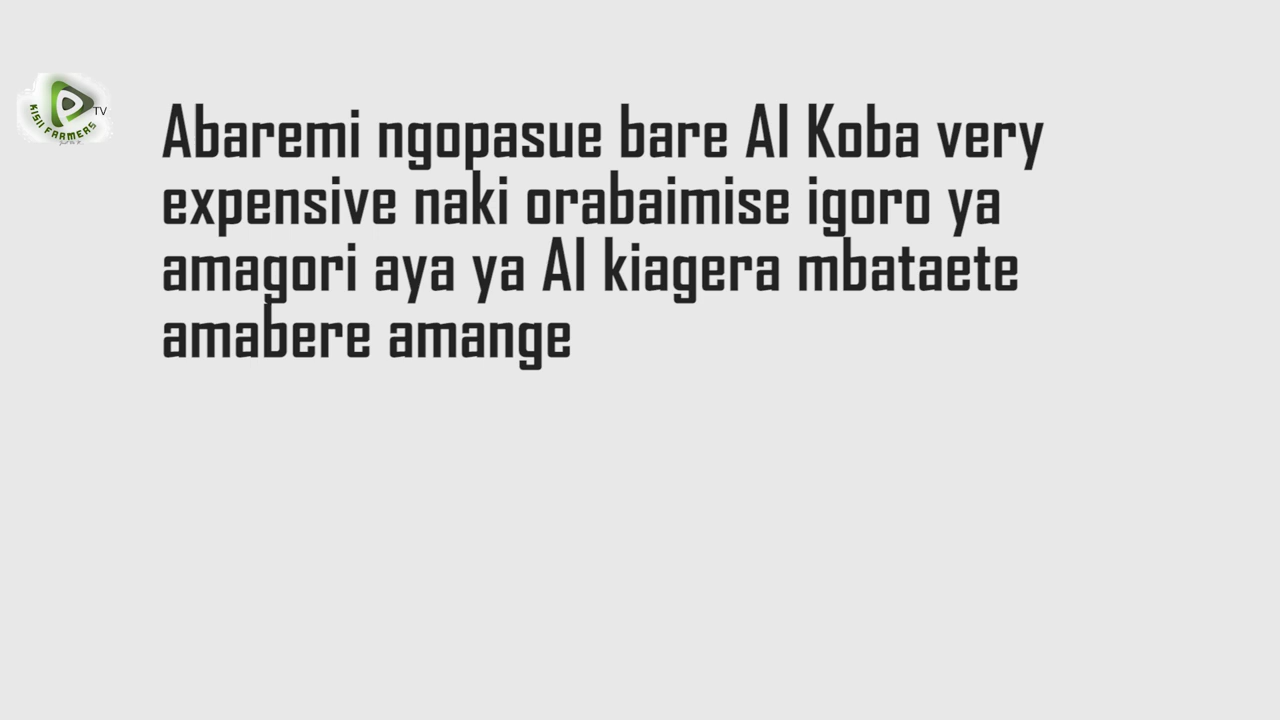 KISII FARMERS TV
Abaremi ngopasue bare AI Koba very
expensive naki orabaimise igoro ya
amagori aya ya AI kiagera mbataete
amabere amange